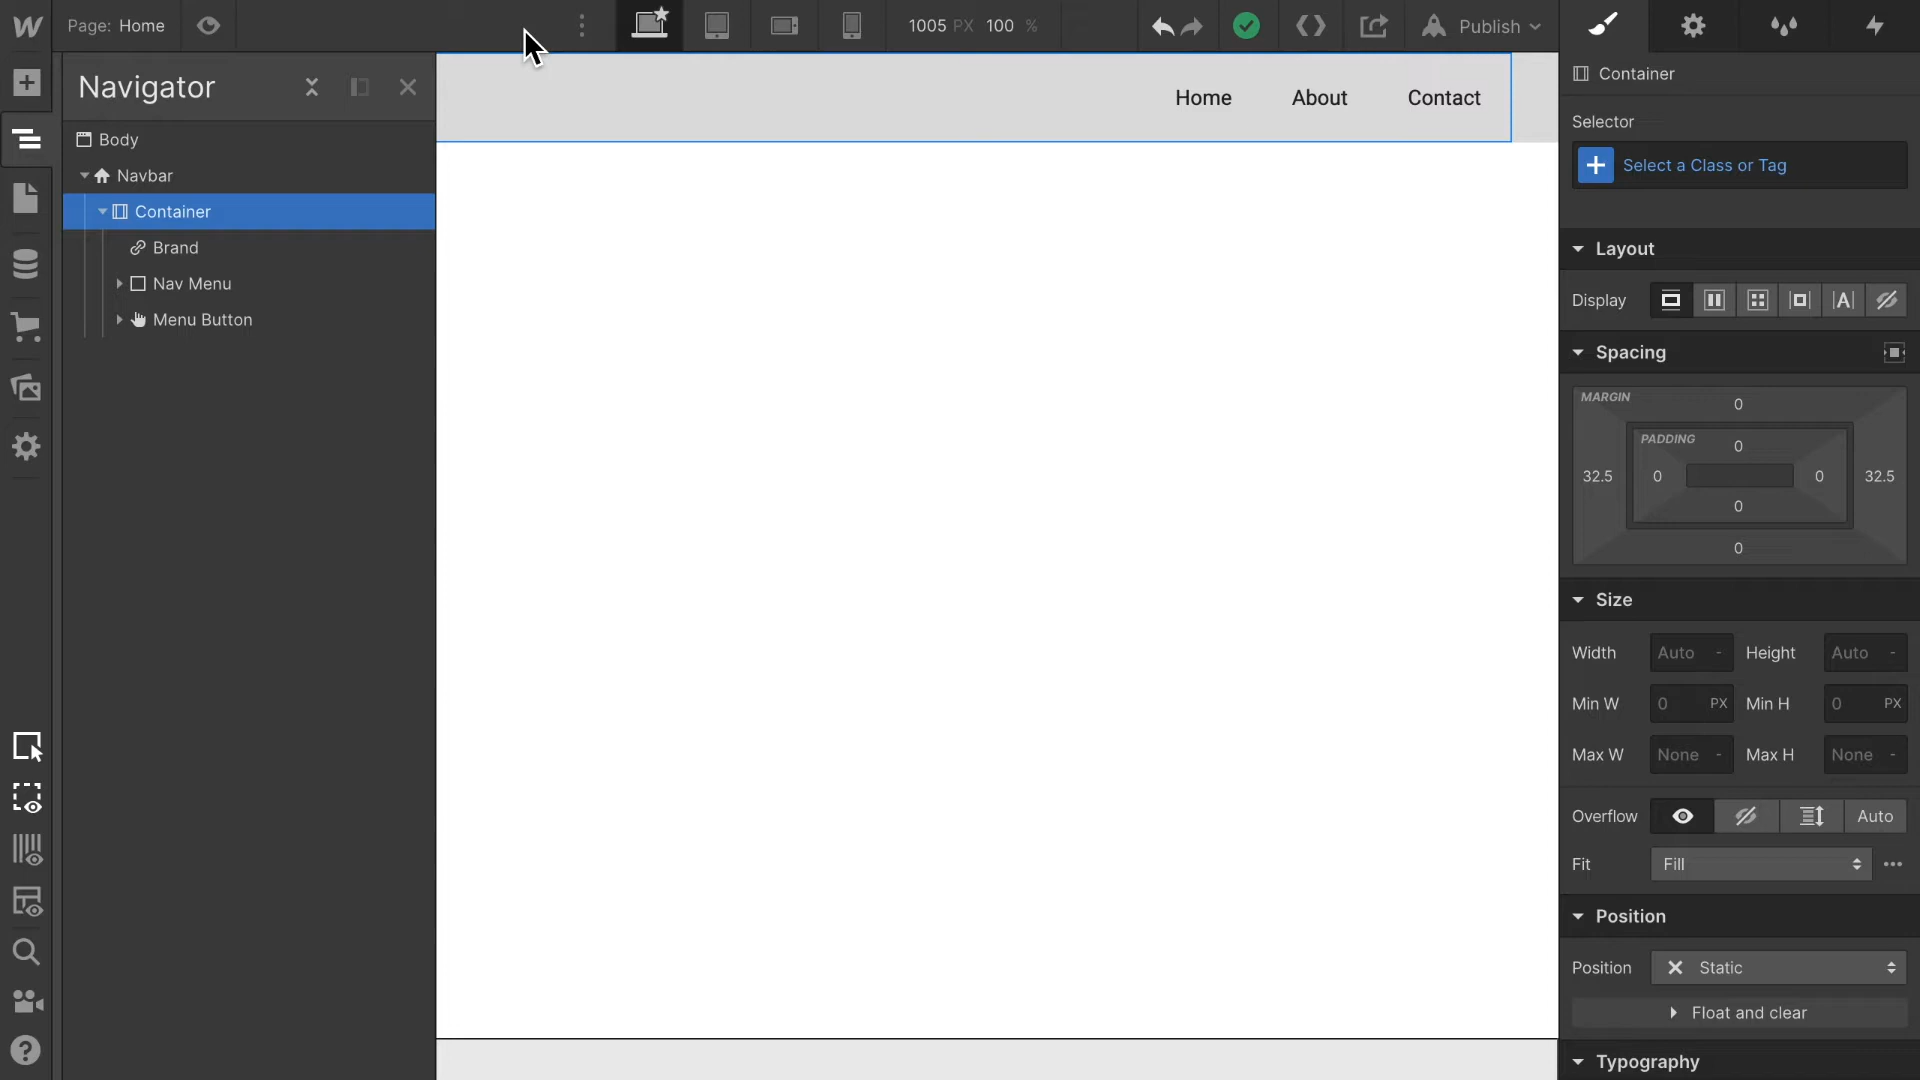 Page: Home
1005 PX 100 %
Publish
Navigator
Body
Navbar
Container
Brand
Nav Menu
Menu Button
Home About Contact
Container
Selector
Select a Class or Tag
Layout
Display
Spacing
MARGIN
0
PADDING
0
32.5 0 0 32.5
0
0
Size
Width Auto - Height Auto -
Min W 0 PX Min H 0 PX
Max W None - Max H None -
Overflow Auto
Fit Fill
Position
Position Static
Float and clear
Typography